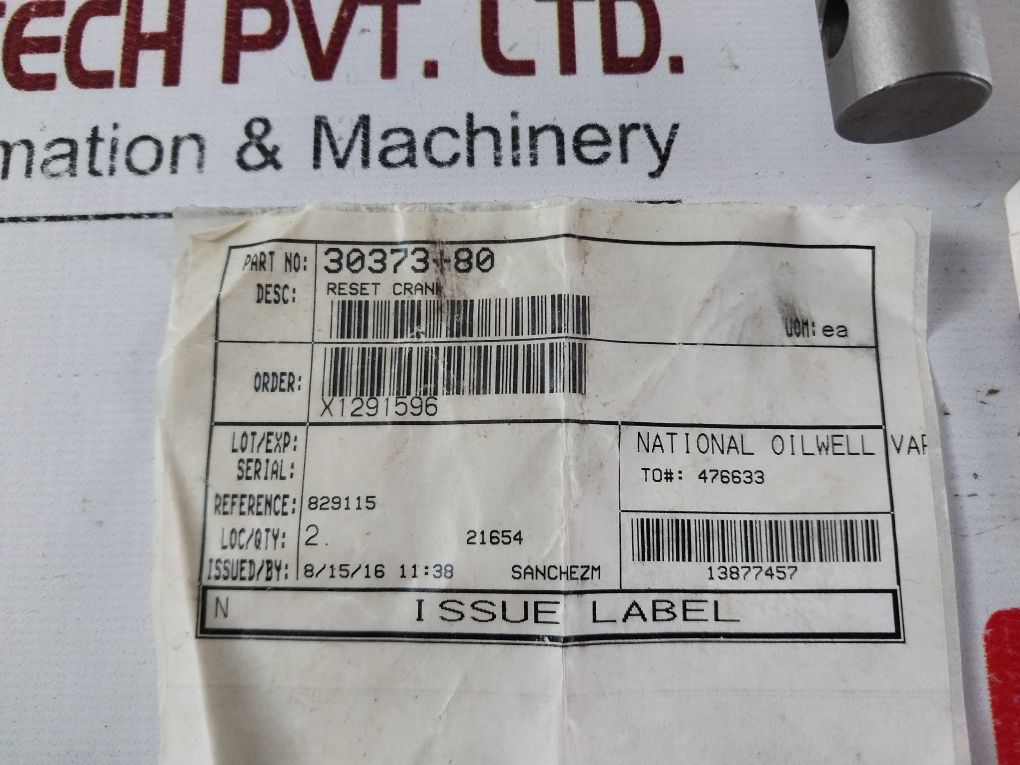 TECH PVT. LTD.
mation & Machinery
PART NO: 30373+80
DESC: RESET CRANK
UOM: ea
ORDER:
X1291596
LOT/EXP:
SERIAL:
NATIONAL OILWELL VAR
TO#: 476633
REFERENCE: 829115
LOC/QTY: 2. 21654
ISSUED/BY: 8/15/16 11:38 SANCHEZM
13877457
N ISSUE LABEL